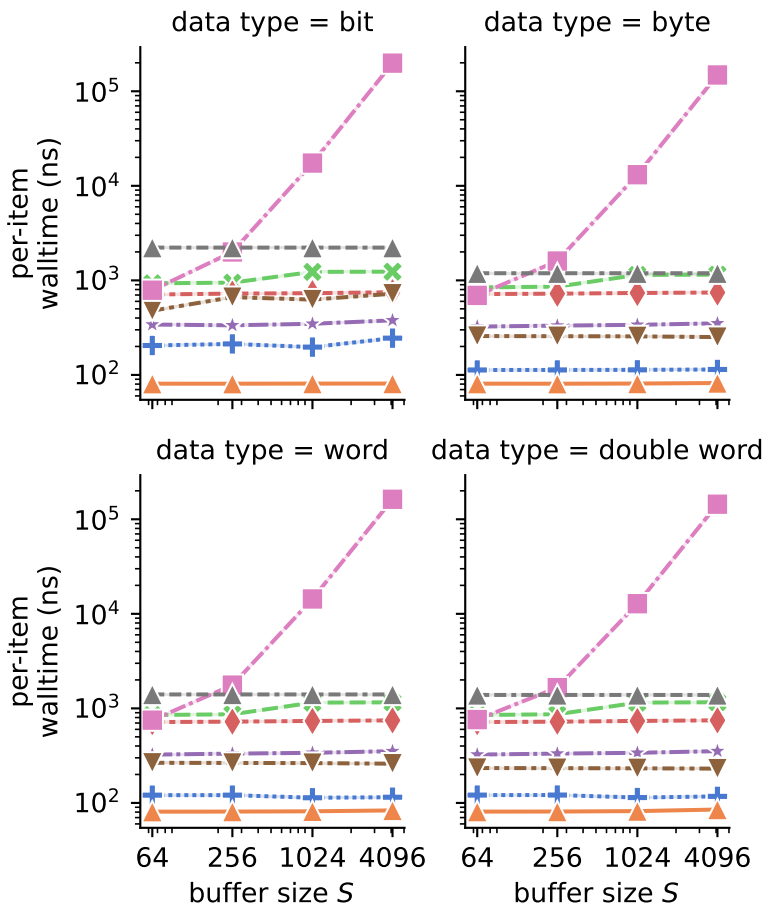 data type = bit
data type = byte
per-item
walltime (ns)
10⁵
10⁴
10³
10²
data type = word
data type = double word
per-item
walltime (ns)
10⁵
10⁴
10³
10²
64 256 1024 4096
64 256 1024 4096
buffer size S
buffer size S